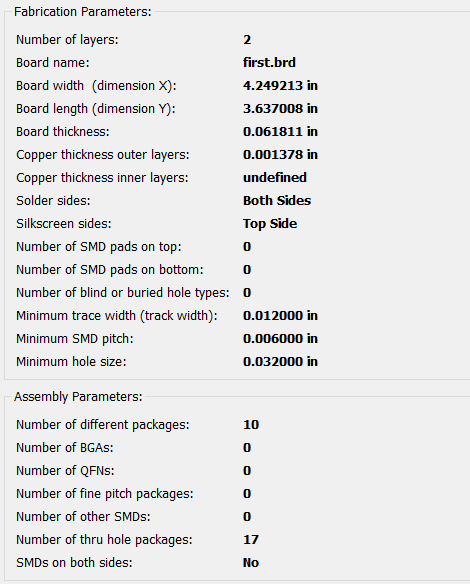 Fabrication Parameters:
Number of layers: 2
Board name: first.brd
Board width (dimension X): 4.249213 in
Board length (dimension Y): 3.637008 in
Board thickness: 0.061811 in
Copper thickness outer layers: 0.001378 in
Copper thickness inner layers: undefined
Solder sides: Both Sides
Silkscreen sides: Top Side
Number of SMD pads on top: 0
Number of SMD pads on bottom: 0
Number of blind or buried hole types: 0
Minimum trace width (track width): 0.012000 in
Minimum SMD pitch: 0.006000 in
Minimum hole size: 0.032000 in
Assembly Parameters:
Number of different packages: 10
Number of BGAs: 0
Number of QFNs: 0
Number of fine pitch packages: 0
Number of other SMDs: 0
Number of thru hole packages: 17
SMDs on both sides: No